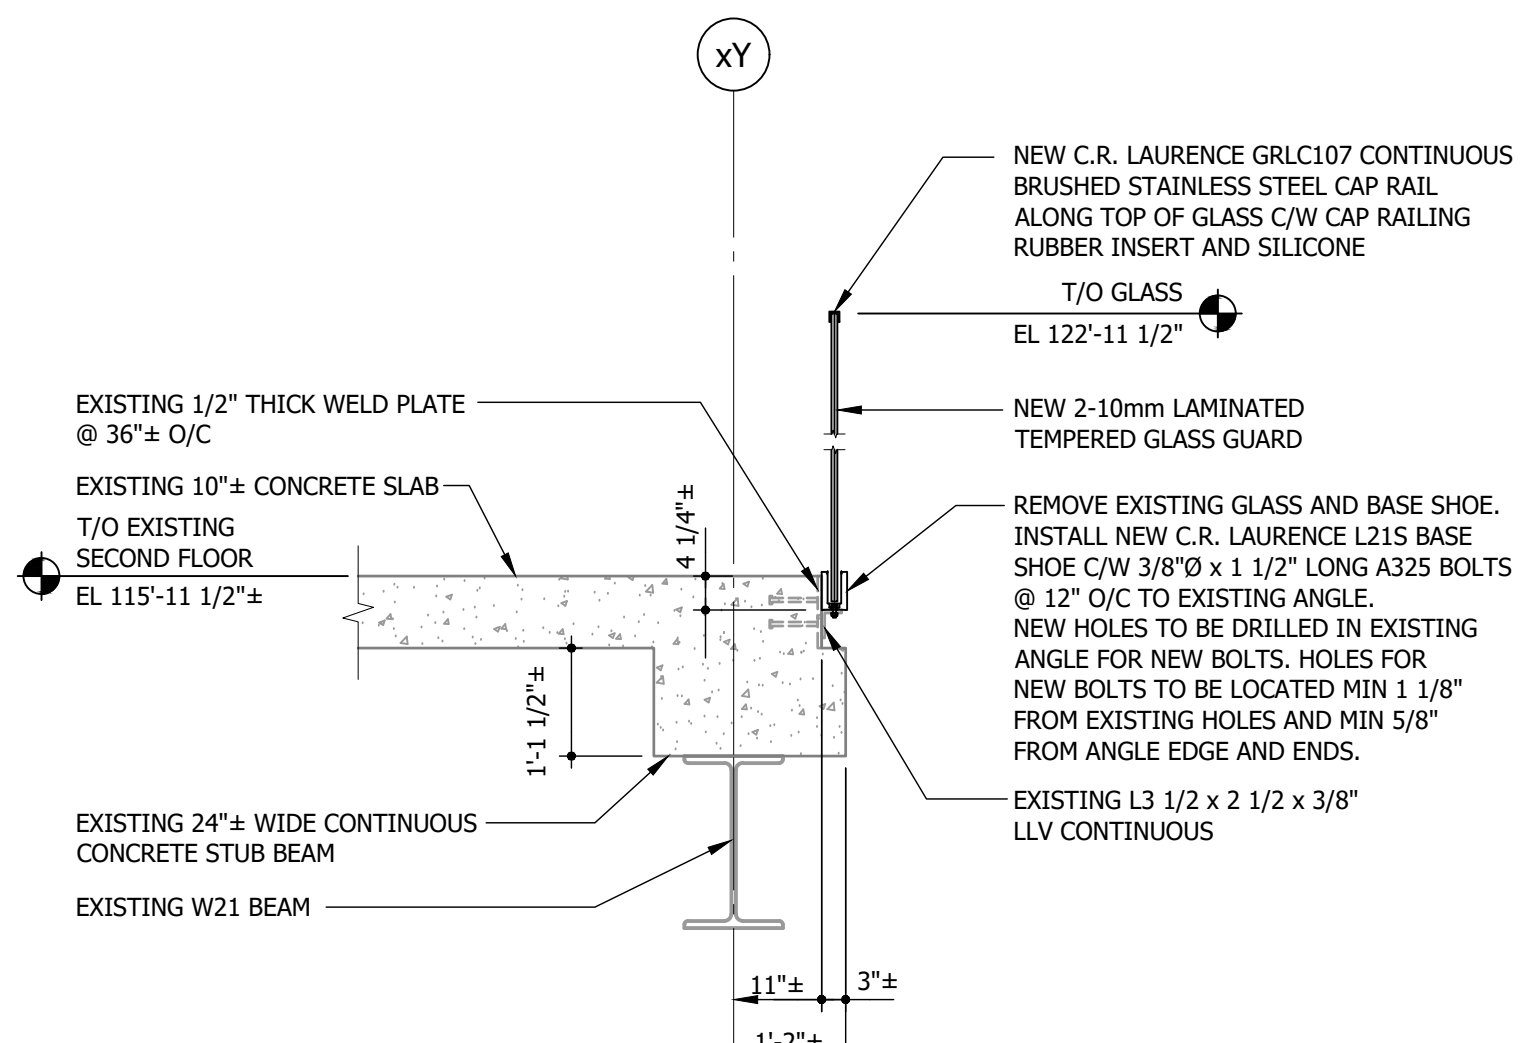 xY
NEW C.R. LAURENCE GRLC107 CONTINUOUS
BRUSHED STAINLESS STEEL CAP RAIL
ALONG TOP OF GLASS C/W CAP RAILING
RUBBER INSERT AND SILICONE
T/O GLASS
EL 122'-11 1/2"
EXISTING 1/2" THICK WELD PLATE
@ 36"± O/C
NEW 2-10mm LAMINATED
TEMPERED GLASS GUARD
EXISTING 10"± CONCRETE SLAB
T/O EXISTING
SECOND FLOOR
EL 115'-11 1/2"±
4 1/4"±
REMOVE EXISTING GLASS AND BASE SHOE.
INSTALL NEW C.R. LAURENCE L21S BASE
SHOE C/W 3/8"Ø x 1 1/2" LONG A325 BOLTS
@ 12" O/C TO EXISTING ANGLE.
NEW HOLES TO BE DRILLED IN EXISTING
ANGLE FOR NEW BOLTS. HOLES FOR
NEW BOLTS TO BE LOCATED MIN 1 1/8"
FROM EXISTING HOLES AND MIN 5/8"
FROM ANGLE EDGE AND ENDS.
1'-1 1/2"±
EXISTING L3 1/2 x 2 1/2 x 3/8"
LLV CONTINUOUS
EXISTING 24"± WIDE CONTINUOUS
CONCRETE STUB BEAM
EXISTING W21 BEAM
11"±
3"±
1'-2"±